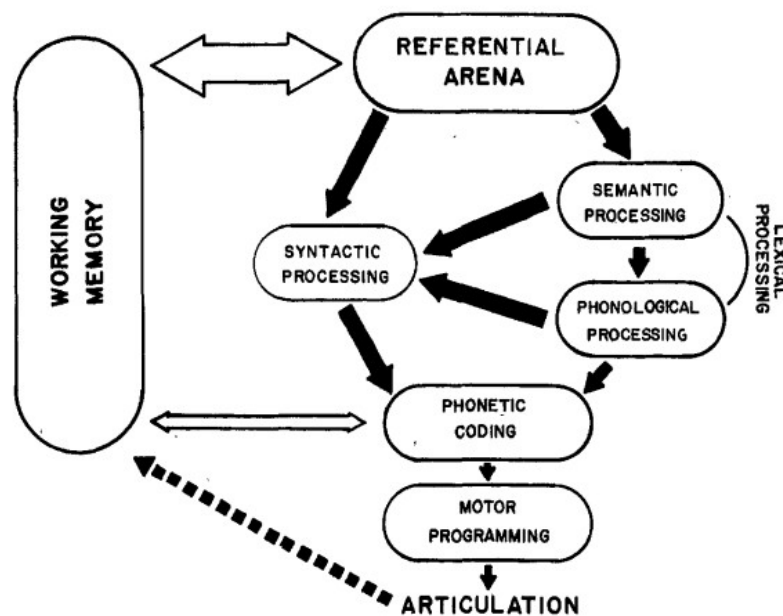 REFERENTIAL
ARENA
WORKING
MEMORY
SEMANTIC
PROCESSING
LEXICAL
PROCESSING
SYNTACTIC
PROCESSING
PHONOLOGICAL
PROCESSING
PHONETIC
CODING
MOTOR
PROGRAMMING
ARTICULATION